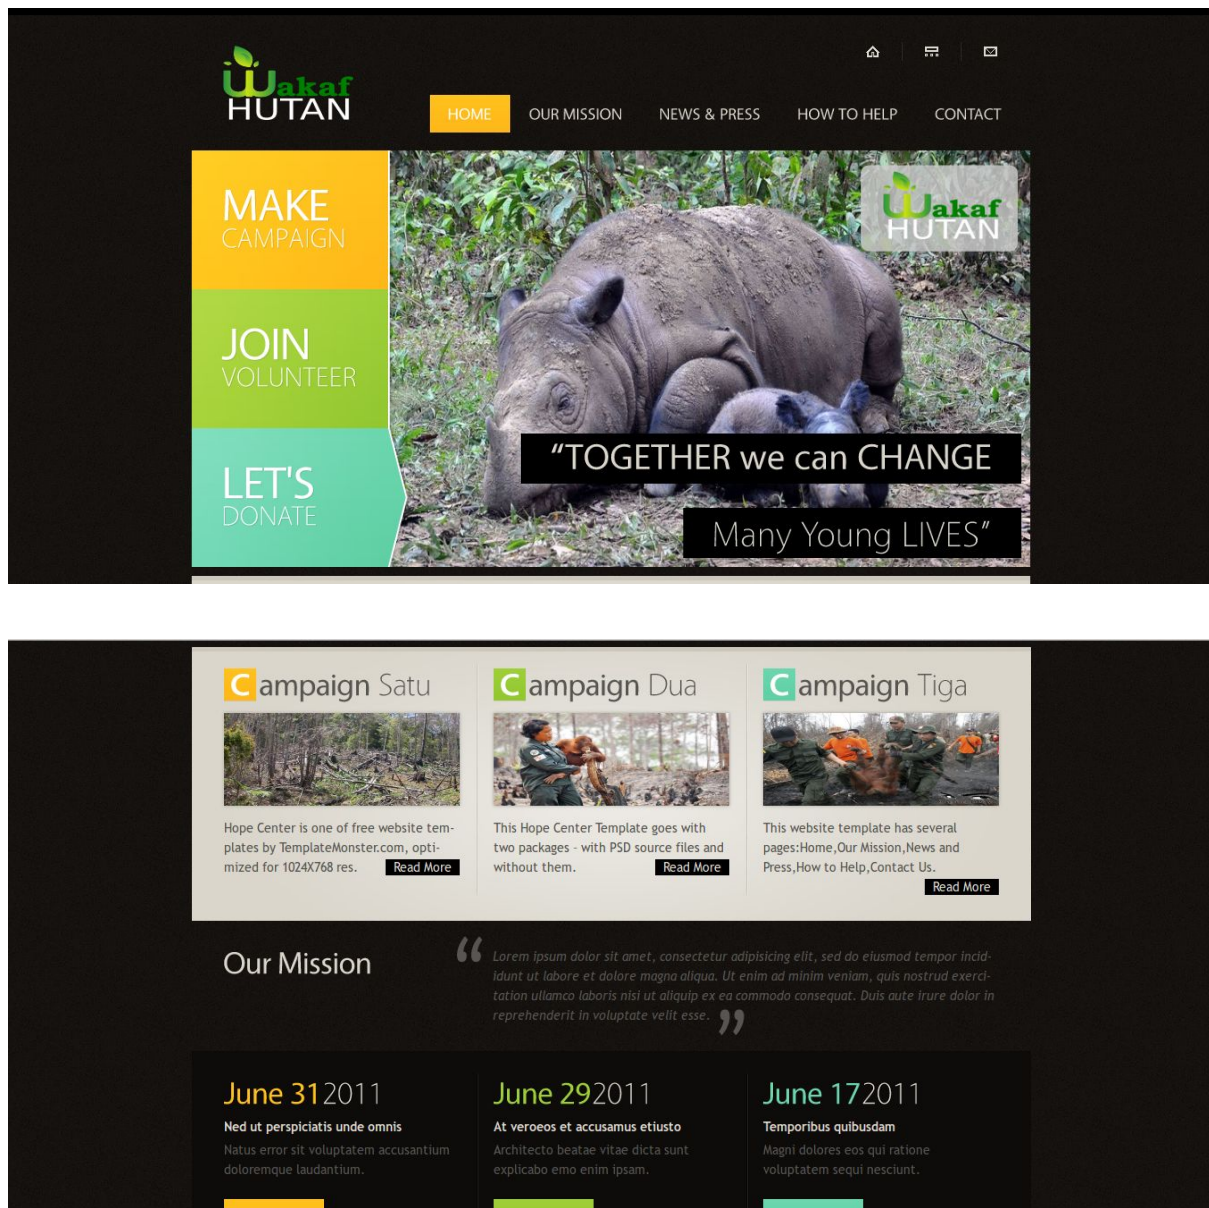 Wakaf
HUTAN
HOME OUR MISSION NEWS & PRESS HOW TO HELP CONTACT
MAKE
CAMPAIGN
Wakaf
HUTAN
JOIN
VOLUNTEER
LET'S
DONATE
“TOGETHER we can CHANGE
Many Young LIVES”
Campaign Satu
Hope Center is one of free website tem-
plates by TemplateMonster.com, opti-
mized for 1024X768 res. Read More
Campaign Dua
This Hope Center Template goes with
two packages - with PSD source files and
without them. Read More
Campaign Tiga
This website template has several
pages:Home,Our Mission,News and
Press,How to Help,Contact Us.
Read More
Our Mission
“ Lorem ipsum dolor sit amet, consectetur adipisicing elit, sed do eiusmod tempor incid-
idunt ut labore et dolore magna aliqua. Ut enim ad minim veniam, quis nostrud exerci-
tation ullamco laboris nisi ut aliquip ex ea commodo consequat. Duis aute irure dolor in
reprehenderit in voluptate velit esse. ”
June 31 2011
Ned ut perspiciatis unde omnis
Natus error sit voluptatem accusantium
doloremque laudantium.
June 29 2011
At veroeos et accusamus etiusto
Architecto beatae vitae dicta sunt
explicabo emo enim ipsam.
June 17 2011
Temporibus quibusdam
Magni dolores eos qui ratione
voluptatem sequi nesciunt.